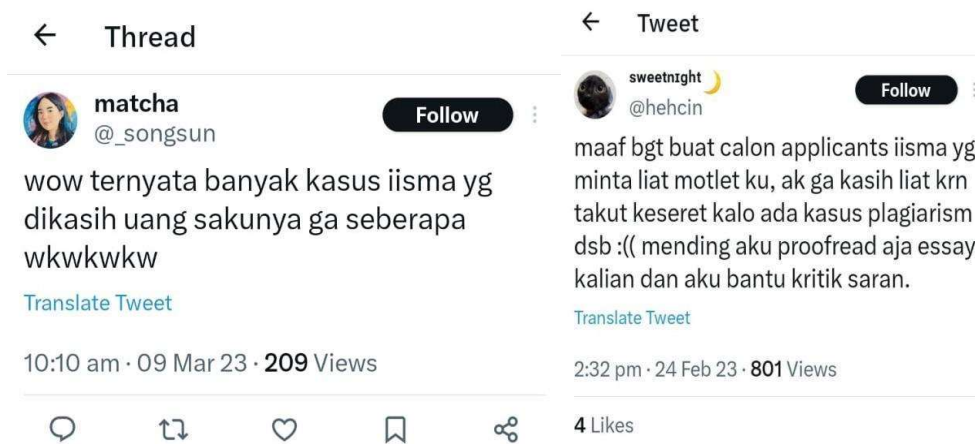 ← Thread
matcha
@_songsun
Follow
wow ternyata banyak kasus iisma yg
dikasih uang sakunya ga seberapa
wkwkwkw
Translate Tweet
10:10 am · 09 Mar 23 · 209 Views
← Tweet
sweetnıght 🌙
@hehcin
Follow
maaf bgt buat calon applicants iisma yg
minta liat motlet ku, ak ga kasih liat krn
takut keseret kalo ada kasus plagiarism
dsb :(( mending aku proofread aja essay
kalian dan aku bantu kritik saran.
Translate Tweet
2:32 pm · 24 Feb 23 · 801 Views
4 Likes